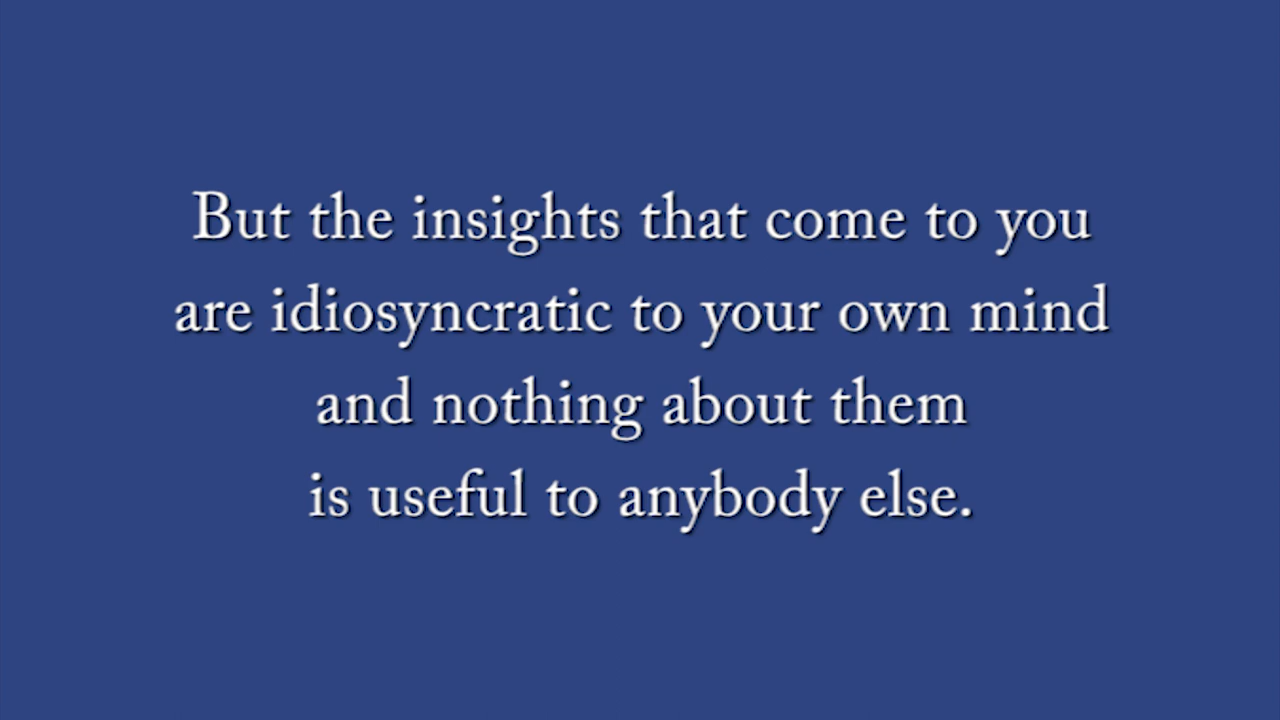 But the insights that come to you
are idiosyncratic to your own mind
and nothing about them
is useful to anybody else.